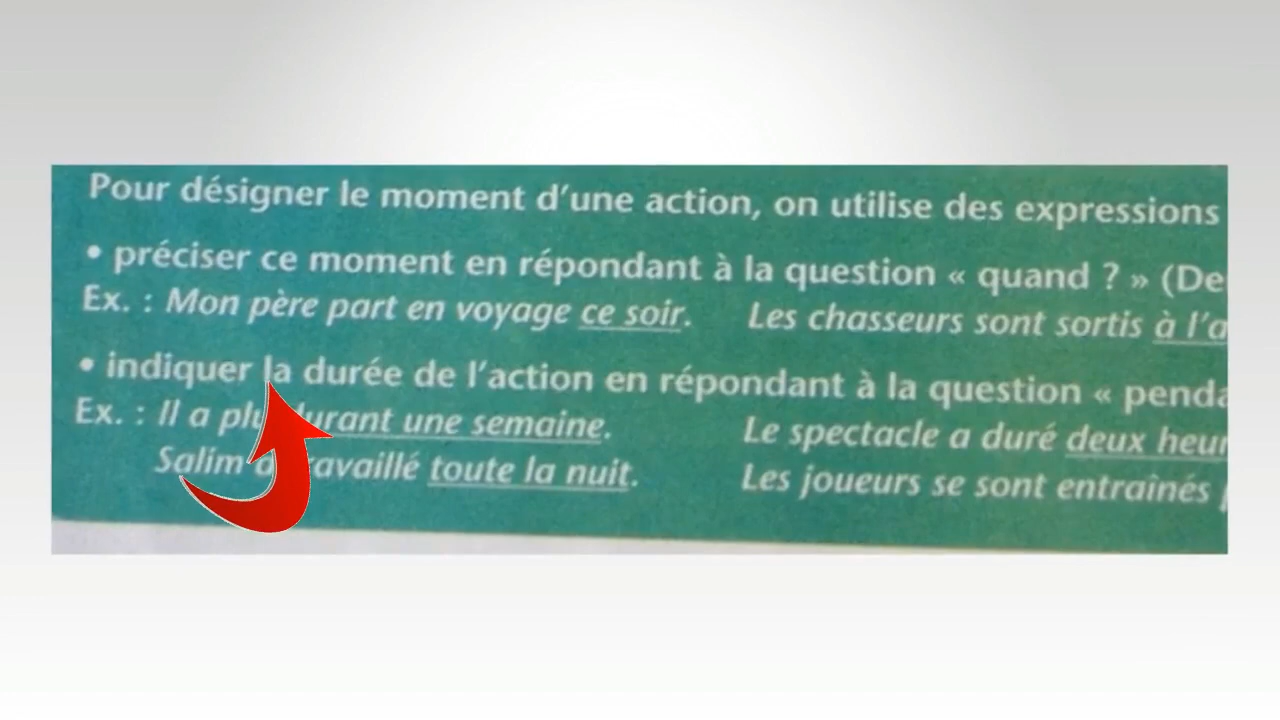 Pour désigner le moment d'une action, on utilise des expressions
• préciser ce moment en répondant à la question « quand ? » (De
Ex. : Mon père part en voyage ce soir. Les chasseurs sont sortis à l'a
• indiquer la durée de l'action en répondant à la question « penda
Ex. : Il a plu durant une semaine. Le spectacle a duré deux heur
Salim a travaillé toute la nuit. Les joueurs se sont entraînés